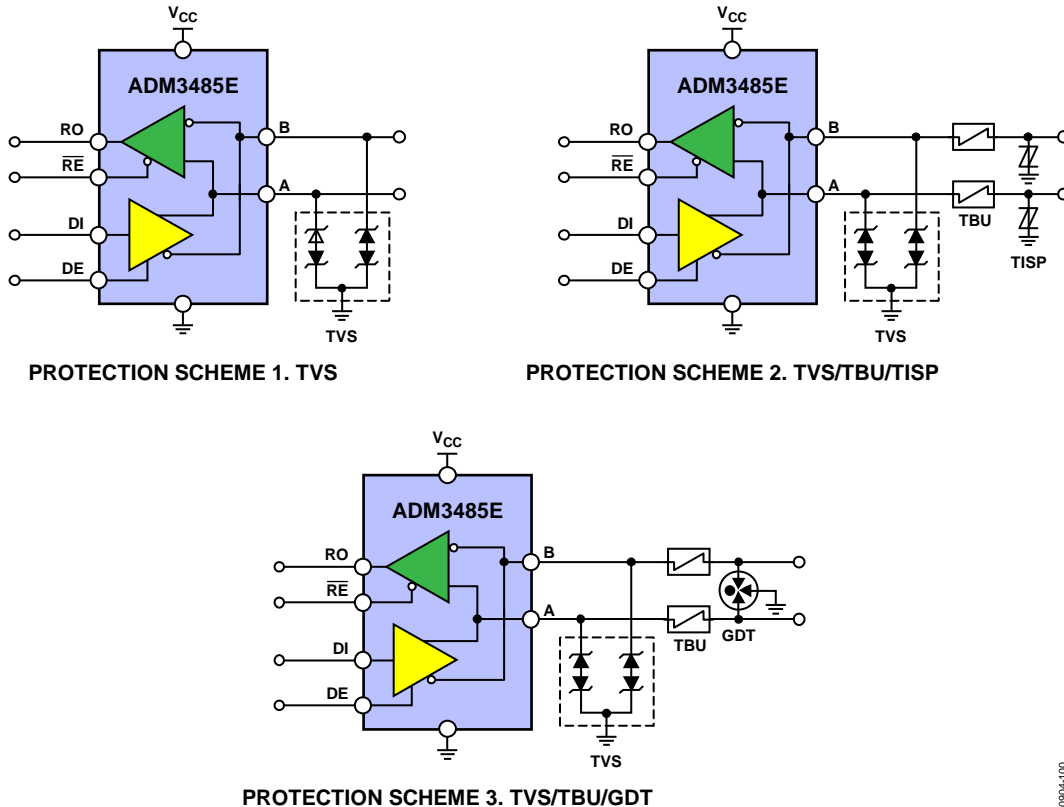 VCC
ADM3485E
RO
RE
DI
DE
B
A
TVS
PROTECTION SCHEME 1. TVS
VCC
ADM3485E
RO
RE
DI
DE
B
A
TBU
TISP
TVS
PROTECTION SCHEME 2. TVS/TBU/TISP
VCC
ADM3485E
RO
RE
DI
DE
B
A
TBU
GDT
TVS
PROTECTION SCHEME 3. TVS/TBU/GDT